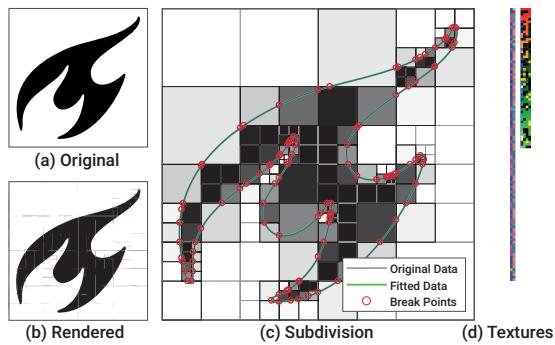 (a) Original
(b) Rendered
Original Data
Fitted Data
Break Points
(c) Subdivision
(d) Textures